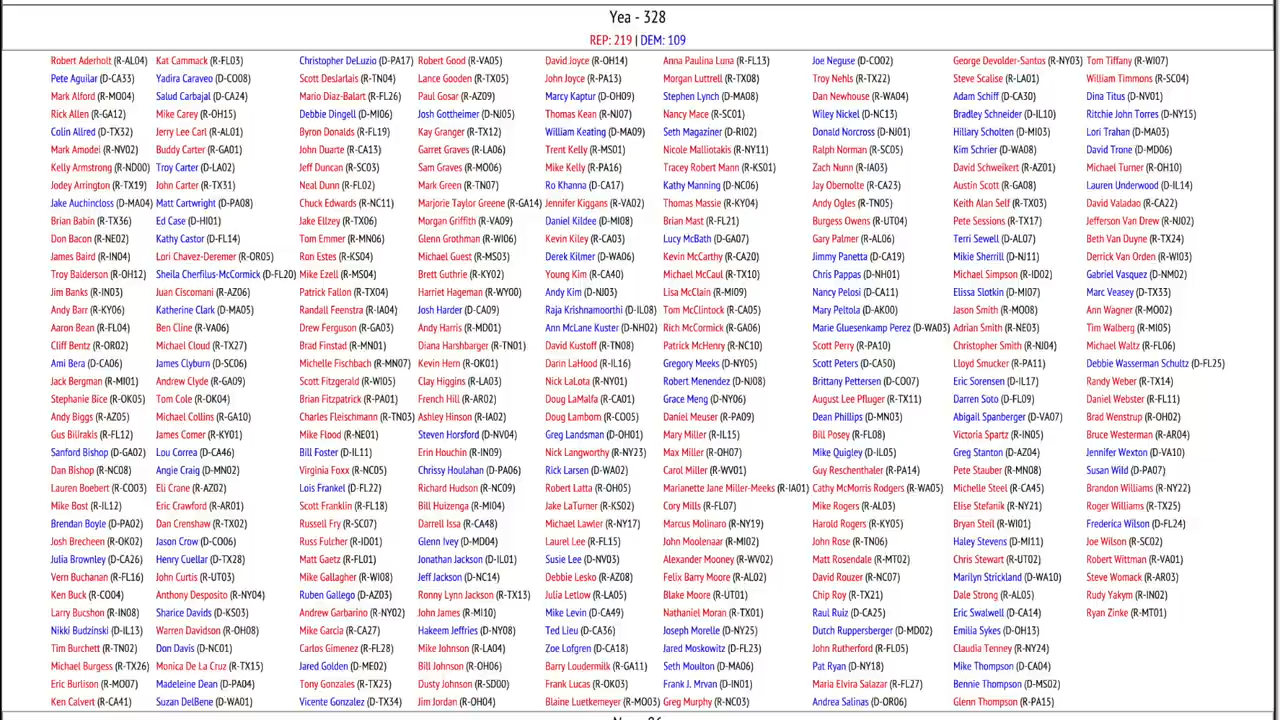 Yea - 328
REP: 219 | DEM: 109
Robert Aderholt (R-AL04)
Pete Aguilar (D-CA33)
Mark Alford (R-MO04)
Rick Allen (R-GA12)
Colin Allred (D-TX32)
Mark Amodei (R-NV02)
Kelly Armstrong (R-ND00)
Jodey Arrington (R-TX19)
Jake Auchincloss (D-MA04)
Brian Babin (R-TX36)
Don Bacon (R-NE02)
James Baird (R-IN04)
Troy Balderson (R-OH12)
Jim Banks (R-IN03)
Andy Barr (R-KY06)
Aaron Bean (R-FL04)
Cliff Bentz (R-OR02)
Ami Bera (D-CA06)
Jack Bergman (R-MI01)
Stephanie Bice (R-OK05)
Andy Biggs (R-AZ05)
Gus Bilirakis (R-FL12)
Sanford Bishop (D-GA02)
Dan Bishop (R-NC08)
Lauren Boebert (R-CO03)
Mike Bost (R-IL12)
Brendan Boyle (D-PA02)
Josh Brecheen (R-OK02)
Julia Brownley (D-CA26)
Vern Buchanan (R-FL16)
Ken Buck (R-CO04)
Larry Bucshon (R-IN08)
Nikki Budzinski (D-IL13)
Tim Burchett (R-TN02)
Michael Burgess (R-TX26)
Eric Burlison (R-MO07)
Ken Calvert (R-CA41)
Kat Cammack (R-FL03)
Yadira Caraveo (D-CO08)
Salud Carbajal (D-CA24)
Mike Carey (R-OH15)
Jerry Lee Carl (R-AL01)
Buddy Carter (R-GA01)
Troy Carter (D-LA02)
John Carter (R-TX31)
Matt Cartwright (D-PA08)
Ed Case (D-HI01)
Kathy Castor (D-FL14)
Lori Chavez-Deremer (R-OR05)
Sheila Cherfilus-McCormick (D-FL20)
Juan Ciscomani (R-AZ06)
Katherine Clark (D-MA05)
Ben Cline (R-VA06)
Michael Cloud (R-TX27)
James Clyburn (D-SC06)
Andrew Clyde (R-GA09)
Tom Cole (R-OK04)
Michael Collins (R-GA10)
James Comer (R-KY01)
Lou Correa (D-CA46)
Angie Craig (D-MN02)
Eli Crane (R-AZ02)
Eric Crawford (R-AR01)
Dan Crenshaw (R-TX02)
Jason Crow (D-CO06)
Henry Cuellar (D-TX28)
John Curtis (R-UT03)
Anthony Desposito (R-NY04)
Sharice Davids (D-KS03)
Warren Davidson (R-OH08)
Don Davis (D-NC01)
Monica De La Cruz (R-TX15)
Madeleine Dean (D-PA04)
Suzan DelBene (D-WA01)
Christopher DeLuzio (D-PA17)
Scott DesJarlais (R-TN04)
Mario Diaz-Balart (R-FL26)
Debbie Dingell (D-MI06)
Byron Donalds (R-FL19)
John Duarte (R-CA13)
Jeff Duncan (R-SC03)
Neal Dunn (R-FL02)
Chuck Edwards (R-NC11)
Jake Ellzey (R-TX06)
Tom Emmer (R-MN06)
Ron Estes (R-KS04)
Mike Ezell (R-MS04)
Patrick Fallon (R-TX04)
Randall Feenstra (R-IA04)
Drew Ferguson (R-GA03)
Brad Finstad (R-MN01)
Michelle Fischbach (R-MN07)
Scott Fitzgerald (R-WI05)
Brian Fitzpatrick (R-PA01)
Charles Fleischmann (R-TN03)
Mike Flood (R-NE01)
Bill Foster (D-IL11)
Virginia Foxx (R-NC05)
Lois Frankel (D-FL22)
Scott Franklin (R-FL18)
Russell Fry (R-SC07)
Russ Fulcher (R-ID01)
Matt Gaetz (R-FL01)
Mike Gallagher (R-WI08)
Ruben Gallego (D-AZ03)
Andrew Garbarino (R-NY02)
Mike Garcia (R-CA27)
Carlos Gimenez (R-FL28)
Jared Golden (D-ME02)
Tony Gonzales (R-TX23)
Vicente Gonzalez (D-TX34)
Robert Good (R-VA05)
Lance Gooden (R-TX05)
Paul Gosar (R-AZ09)
Josh Gottheimer (D-NJ05)
Kay Granger (R-TX12)
Garret Graves (R-LA06)
Sam Graves (R-MO06)
Mark Green (R-TN07)
Marjorie Taylor Greene (R-GA14)
Morgan Griffith (R-VA09)
Glenn Grothman (R-WI06)
Michael Guest (R-MS03)
Brett Guthrie (R-KY02)
Harriet Hageman (R-WY00)
Josh Harder (D-CA09)
Andy Harris (R-MD01)
Diana Harshbarger (R-TN01)
Kevin Hern (R-OK01)
Clay Higgins (R-LA03)
French Hill (R-AR02)
Ashley Hinson (R-IA02)
Steven Horsford (D-NV04)
Erin Houchin (R-IN09)
Chrissy Houlahan (D-PA06)
Richard Hudson (R-NC09)
Bill Huizenga (R-MI04)
Darrell Issa (R-CA48)
Glenn Ivey (D-MD04)
Jonathan Jackson (D-IL01)
Jeff Jackson (D-NC14)
Ronny Lynn Jackson (R-TX13)
John James (R-MI10)
Hakeem Jeffries (D-NY08)
Mike Johnson (R-LA04)
Bill Johnson (R-OH06)
Dusty Johnson (R-SD00)
Jim Jordan (R-OH04)
David Joyce (R-OH14)
John Joyce (R-PA13)
Marcy Kaptur (D-OH09)
Thomas Kean (R-NJ07)
William Keating (D-MA09)
Trent Kelly (R-MS01)
Mike Kelly (R-PA16)
Ro Khanna (D-CA17)
Jennifer Kiggans (R-VA02)
Daniel Kildee (D-MI08)
Kevin Kiley (R-CA03)
Derek Kilmer (D-WA06)
Young Kim (R-CA40)
Andy Kim (D-NJ03)
Raja Krishnamoorthi (D-IL08)
Ann McLane Kuster (D-NH02)
David Kustoff (R-TN08)
Darin LaHood (R-IL16)
Nick LaLota (R-NY01)
Doug LaMalfa (R-CA01)
Doug Lamborn (R-CO05)
Greg Landsman (D-OH01)
Nick Langworthy (R-NY23)
Rick Larsen (D-WA02)
Robert Latta (R-OH05)
Jake LaTurner (R-KS02)
Michael Lawler (R-NY17)
Laurel Lee (R-FL15)
Susie Lee (D-NV03)
Debbie Lesko (R-AZ08)
Julia Letlow (R-LA05)
Mike Levin (D-CA49)
Ted Lieu (D-CA36)
Zoe Lofgren (D-CA18)
Barry Loudermilk (R-GA11)
Frank Lucas (R-OK03)
Blaine Luetkemeyer (R-MO03)
Anna Paulina Luna (R-FL13)
Morgan Luttrell (R-TX08)
Stephen Lynch (D-MA08)
Nancy Mace (R-SC01)
Seth Magaziner (D-RI02)
Nicole Malliotakis (R-NY11)
Tracey Robert Mann (R-KS01)
Kathy Manning (D-NC06)
Thomas Massie (R-KY04)
Brian Mast (R-FL21)
Lucy McBath (D-GA07)
Kevin McCarthy (R-CA20)
Michael McCaul (R-TX10)
Lisa McClain (R-MI09)
Tom McClintock (R-CA05)
Rich McCormick (R-GA06)
Patrick McHenry (R-NC10)
Gregory Meeks (D-NY05)
Robert Menendez (D-NJ08)
Grace Meng (D-NY06)
Daniel Meuser (R-PA09)
Mary Miller (R-IL15)
Max Miller (R-OH07)
Carol Miller (R-WV01)
Marianette Jane Miller-Meeks (R-IA01)
Cory Mills (R-FL07)
Marcus Molinaro (R-NY19)
John Moolenaar (R-MI02)
Alexander Mooney (R-WV02)
Felix Barry Moore (R-AL02)
Blake Moore (R-UT01)
Nathaniel Moran (R-TX01)
Joseph Morelle (D-NY25)
Jared Moskowitz (D-FL23)
Seth Moulton (D-MA06)
Frank J. Mrvan (D-IN01)
Greg Murphy (R-NC03)
Joe Neguse (D-CO02)
Troy Nehls (R-TX22)
Dan Newhouse (R-WA04)
Wiley Nickel (D-NC13)
Donald Norcross (D-NJ01)
Ralph Norman (R-SC05)
Zach Nunn (R-IA03)
Jay Obernolte (R-CA23)
Andy Ogles (R-TN05)
Burgess Owens (R-UT04)
Gary Palmer (R-AL06)
Jimmy Panetta (D-CA19)
Chris Pappas (D-NH01)
Nancy Pelosi (D-CA11)
Mary Peltola (D-AK00)
Marie Gluesenkamp Perez (D-WA03)
Scott Perry (R-PA10)
Scott Peters (D-CA50)
Brittany Pettersen (D-CO07)
August Lee Pfluger (R-TX11)
Dean Phillips (D-MN03)
Bill Posey (R-FL08)
Mike Quigley (D-IL05)
Guy Reschenthaler (R-PA14)
Cathy McMorris Rodgers (R-WA05)
Mike Rogers (R-AL03)
Harold Rogers (R-KY05)
John Rose (R-TN06)
Matt Rosendale (R-MT02)
David Rouzer (R-NC07)
Chip Roy (R-TX21)
Raul Ruiz (D-CA25)
Dutch Ruppersberger (D-MD02)
John Rutherford (R-FL05)
Pat Ryan (D-NY18)
Maria Elvira Salazar (R-FL27)
Andrea Salinas (D-OR06)
George Devolder-Santos (R-NY03)
Steve Scalise (R-LA01)
Adam Schiff (D-CA30)
Bradley Schneider (D-IL10)
Hillary Scholten (D-MI03)
Kim Schrier (D-WA08)
David Schweikert (R-AZ01)
Austin Scott (R-GA08)
Keith Alan Self (R-TX03)
Pete Sessions (R-TX17)
Terri Sewell (D-AL07)
Mikie Sherrill (D-NJ11)
Michael Simpson (R-ID02)
Elissa Slotkin (D-MI07)
Jason Smith (R-MO08)
Adrian Smith (R-NE03)
Christopher Smith (R-NJ04)
Lloyd Smucker (R-PA11)
Eric Sorensen (D-IL17)
Darren Soto (D-FL09)
Abigail Spanberger (D-VA07)
Victoria Spartz (R-IN05)
Greg Stanton (D-AZ04)
Pete Stauber (R-MN08)
Michelle Steel (R-CA45)
Elise Stefanik (R-NY21)
Bryan Steil (R-WI01)
Haley Stevens (D-MI11)
Chris Stewart (R-UT02)
Marilyn Strickland (D-WA10)
Dale Strong (R-AL05)
Eric Swalwell (D-CA14)
Emilia Sykes (D-OH13)
Claudia Tenney (R-NY24)
Mike Thompson (D-CA04)
Bennie Thompson (D-MS02)
Glenn Thompson (R-PA15)
Tom Tiffany (R-WI07)
William Timmons (R-SC04)
Dina Titus (D-NV01)
Ritchie John Torres (D-NY15)
Lori Trahan (D-MA03)
David Trone (D-MD06)
Michael Turner (R-OH10)
Lauren Underwood (D-IL14)
David Valadao (R-CA22)
Jefferson Van Drew (R-NJ02)
Beth Van Duyne (R-TX24)
Derrick Van Orden (R-WI03)
Gabriel Vasquez (D-NM02)
Marc Veasey (D-TX33)
Ann Wagner (R-MO02)
Tim Walberg (R-MI05)
Michael Waltz (R-FL06)
Debbie Wasserman Schultz (D-FL25)
Randy Weber (R-TX14)
Daniel Webster (R-FL11)
Brad Wenstrup (R-OH02)
Bruce Westerman (R-AR04)
Jennifer Wexton (D-VA10)
Susan Wild (D-PA07)
Brandon Williams (R-NY22)
Roger Williams (R-TX25)
Frederica Wilson (D-FL24)
Joe Wilson (R-SC02)
Robert Wittman (R-VA01)
Steve Womack (R-AR03)
Rudy Yakym (R-IN02)
Ryan Zinke (R-MT01)